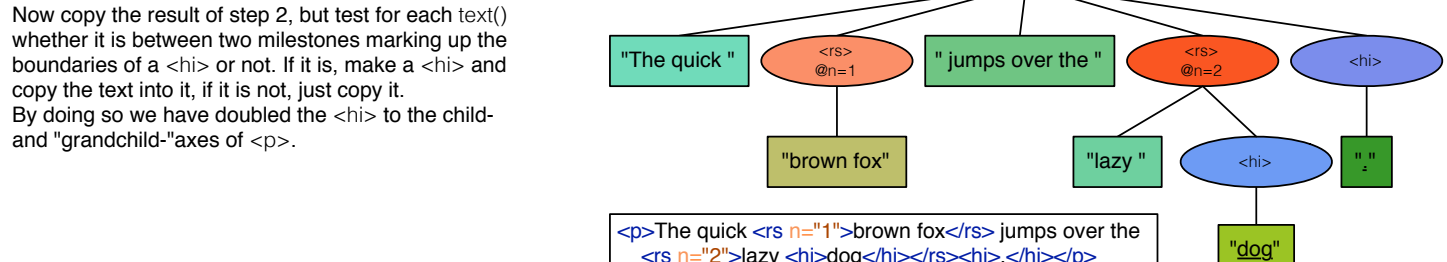 Now copy the result of step 2, but test for each text()
whether it is between two milestones marking up the
boundaries of a <hi> or not. If it is, make a <hi> and
copy the text into it, if it is not, just copy it.
By doing so we have doubled the <hi> to the child-
and "grandchild-"axes of <p>.
"The quick "
<rs>
@n=1
" jumps over the "
<rs>
@n=2
<hi>
"brown fox"
"lazy "
<hi>
"."
"dog"
<p>The quick <rs n="1">brown fox</rs> jumps over the
<rs n="2">lazy <hi>dog</hi></rs><hi>.</hi></p>